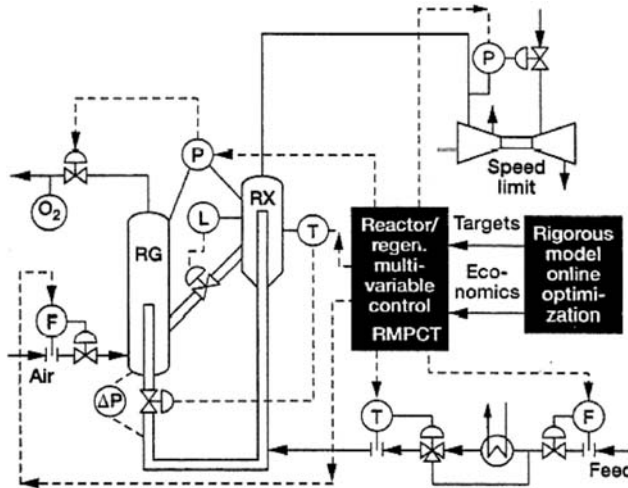 P
P
Speed
limit
O2
RX
L
T
RG
Reactor/
regen.
multi-
variable
control
RMPCT
Targets
Eco-
nomics
Rigorous
model
online
optimi-
zation
F
Air
ΔP
T
F
Feed